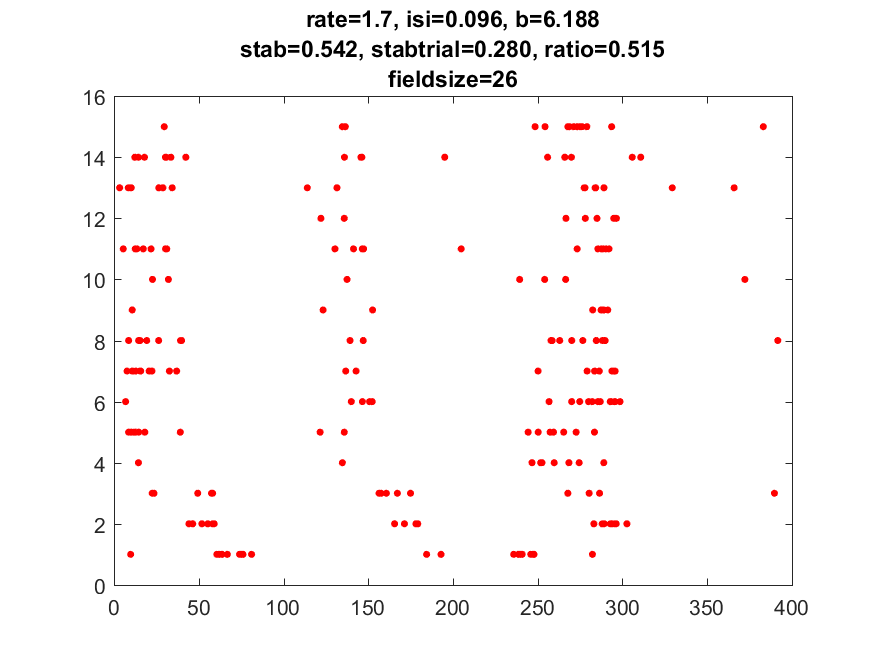 rate=1.7, isi=0.096, b=6.188
stab=0.542, stabtrial=0.280, ratio=0.515
fieldsize=26
16
14
12
10
8
6
4
2
0
0 50 100 150 200 250 300 350 400